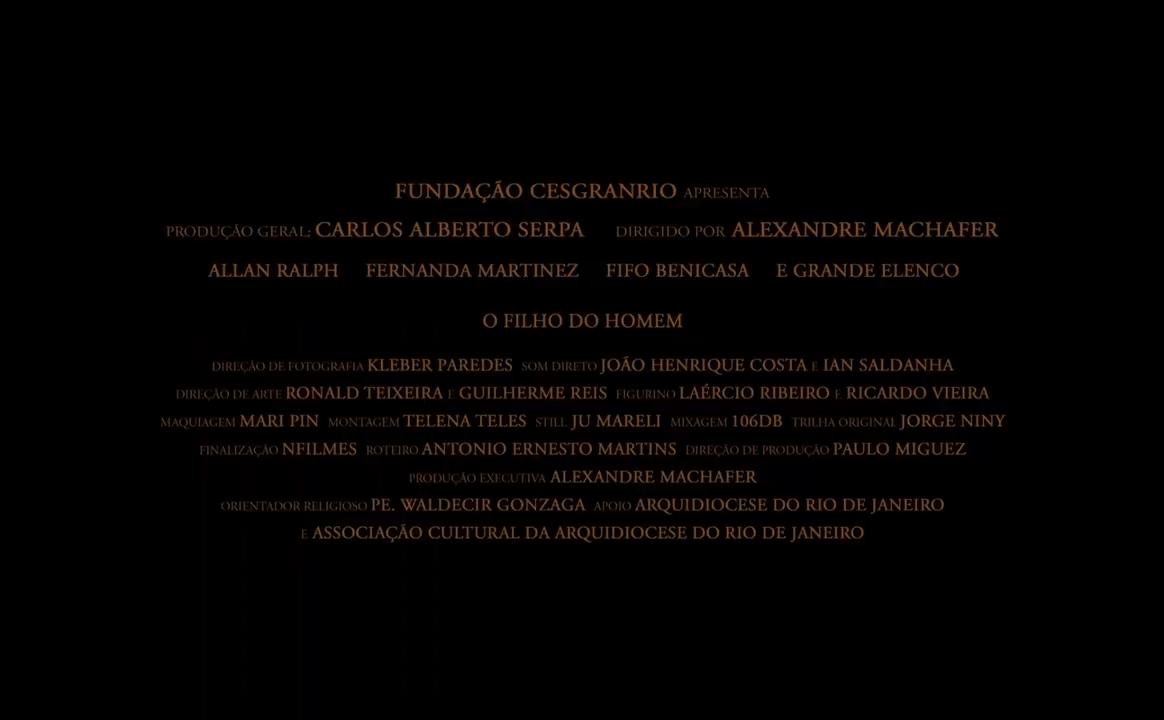 FUNDAÇÃO CESGRANRIO APRESENTA
PRODUÇÃO GERAL: CARLOS ALBERTO SERPA DIRIGIDO POR ALEXANDRE MACHAFER
ALLAN RALPH FERNANDA MARTINEZ FIFO BENICASA E GRANDE ELENCO
O FILHO DO HOMEM
DIREÇÃO DE FOTOGRAFIA KLEBER PAREDES SOM DIRETO JOÃO HENRIQUE COSTA E IAN SALDANHA
DIREÇÃO DE ARTE RONALD TEIXEIRA E GUILHERME REIS FIGURINO LAÉRCIO RIBEIRO E RICARDO VIEIRA
MAQUIAGEM MARI PIN MONTAGEM TELENA TELES STILL JU MARELI MIXAGEM 106DB TRILHA ORIGINAL JORGE NINY
FINALIZAÇÃO NFILMES ROTEIRO ANTONIO ERNESTO MARTINS DIREÇÃO DE PRODUÇÃO PAULO MIGUEZ
PRODUÇÃO EXECUTIVA ALEXANDRE MACHAFER
ORIENTADOR RELIGIOSO PE. WALDECIR GONZAGA APOIO ARQUIDIOCESE DO RIO DE JANEIRO
E ASSOCIAÇÃO CULTURAL DA ARQUIDIOCESE DO RIO DE JANEIRO